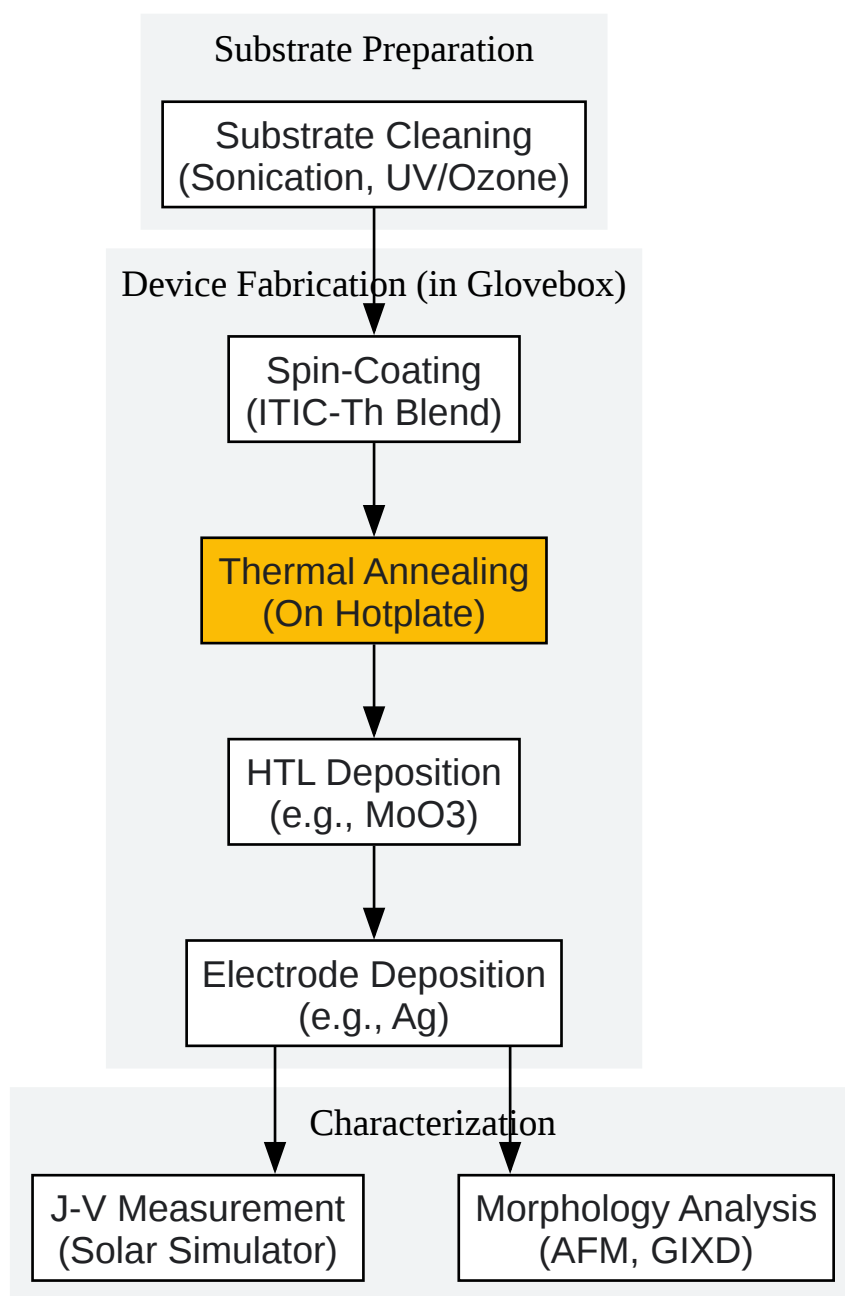 Substrate Preparation
Substrate Cleaning
(Sonication, UV/Ozone)
Device Fabrication (in Glovebox)
Spin-Coating
(ITIC-Th Blend)
Thermal Annealing
(On Hotplate)
HTL Deposition
(e.g., MoO3)
Electrode Deposition
(e.g., Ag)
Characterization
J-V Measurement
(Solar Simulator)
Morphology Analysis
(AFM, GIXD)